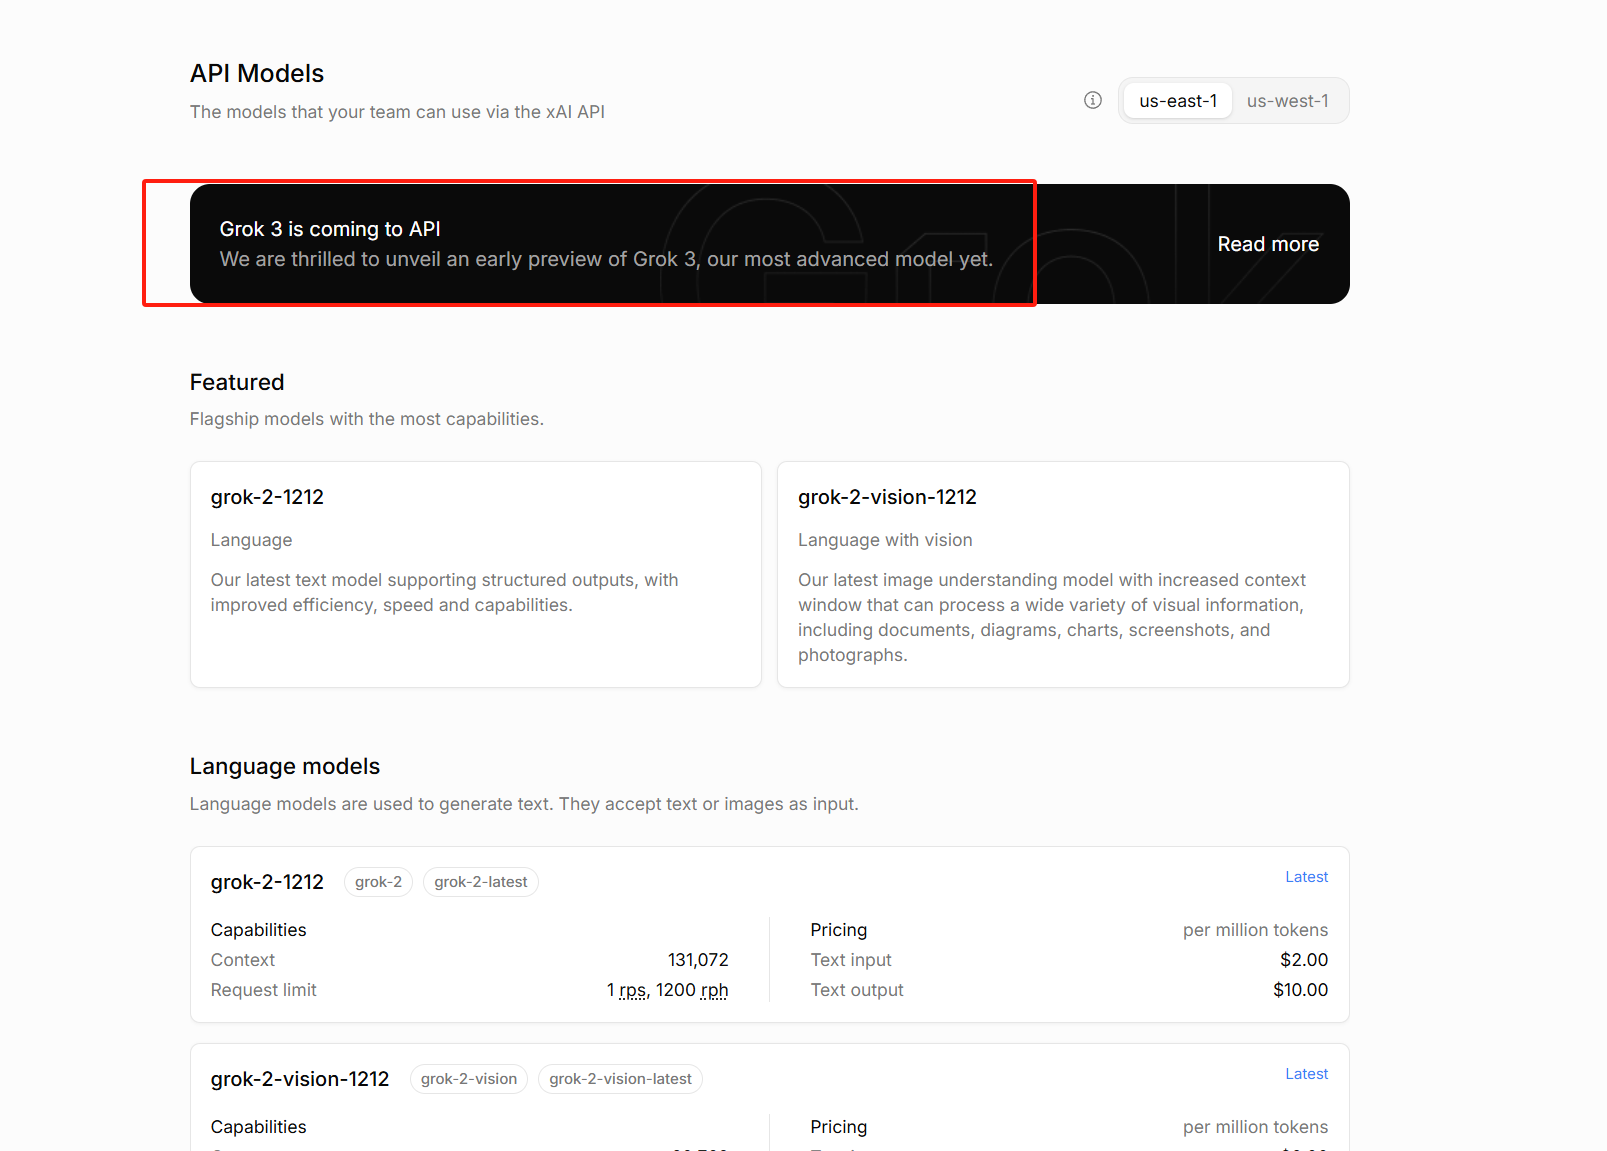 API Models
The models that your team can use via the xAI API
us-east-1 us-west-1
Grok 3 is coming to API
We are thrilled to unveil an early preview of Grok 3, our most advanced model yet.
Read more
Grok
Featured
Flagship models with the most capabilities.
grok-2-1212
Language
Our latest text model supporting structured outputs, with
improved efficiency, speed and capabilities.
grok-2-vision-1212
Language with vision
Our latest image understanding model with increased context
window that can process a wide variety of visual information,
including documents, diagrams, charts, screenshots, and
photographs.
Language models
Language models are used to generate text. They accept text or images as input.
grok-2-1212 grok-2 grok-2-latest Latest
Capabilities
Context 131,072
Request limit 1 rps, 1200 rph
Pricing per million tokens
Text input $2.00
Text output $10.00
grok-2-vision-1212 grok-2-vision grok-2-vision-latest Latest
Capabilities
Pricing per million tokens